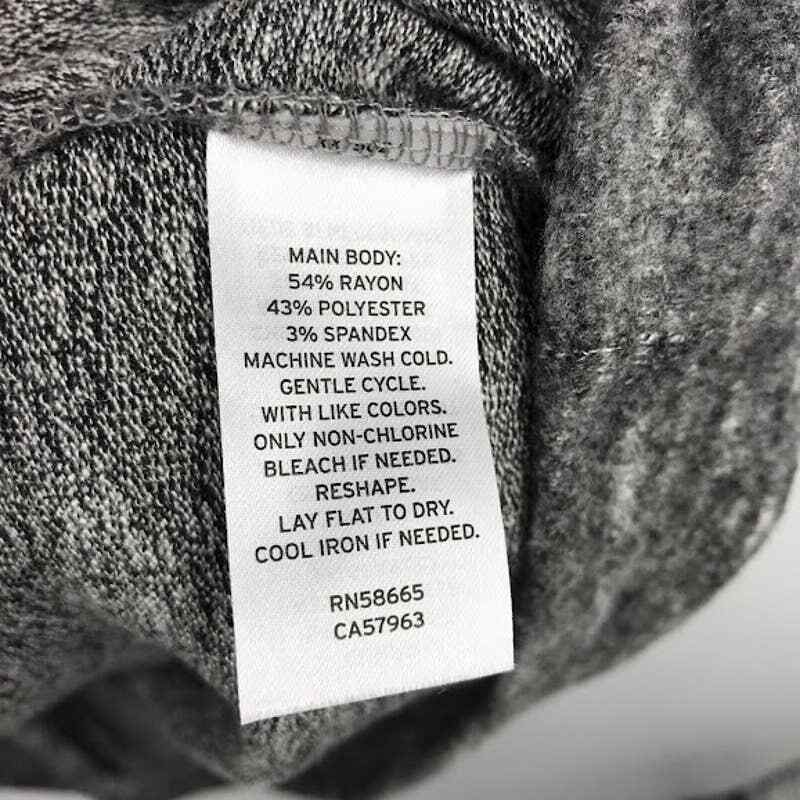 MAIN BODY:
54% RAYON
43% POLYESTER
3% SPANDEX
MACHINE WASH COLD.
GENTLE CYCLE.
WITH LIKE COLORS.
ONLY NON-CHLORINE
BLEACH IF NEEDED.
RESHAPE.
LAY FLAT TO DRY.
COOL IRON IF NEEDED.
RN58665
CA57963